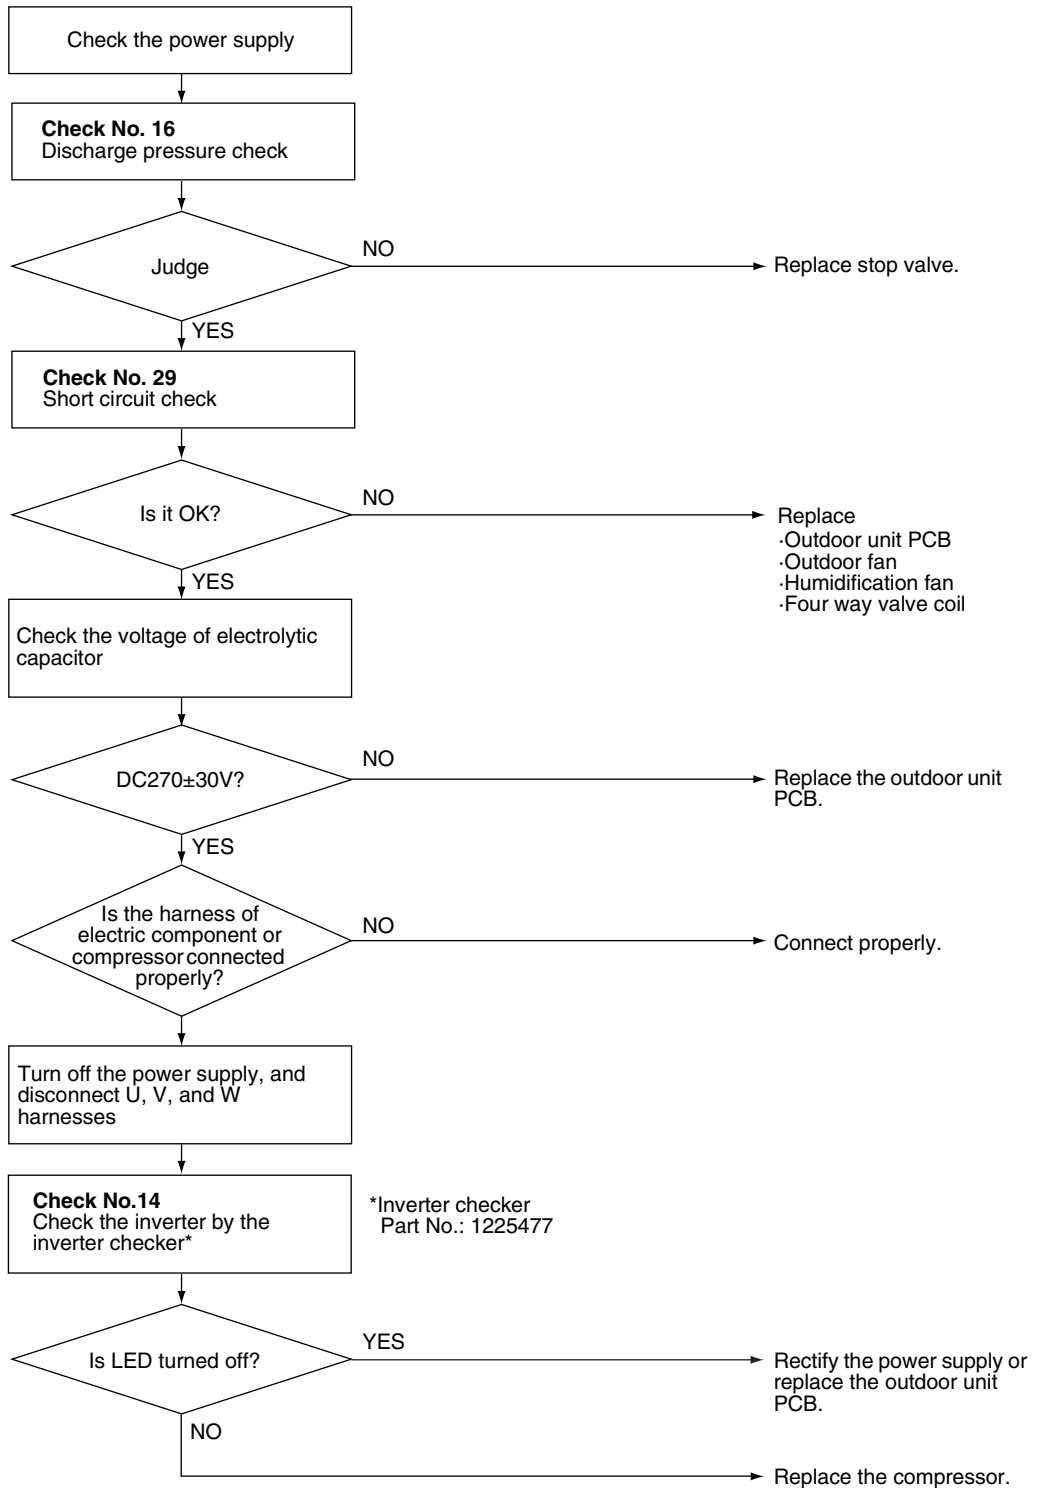 Check the power supply
Check No. 16
Discharge pressure check
Judge
NO
Replace stop valve.
YES
Check No. 29
Short circuit check
Is it OK?
NO
Replace
·Outdoor unit PCB
·Outdoor fan
·Humidification fan
·Four way valve coil
YES
Check the voltage of electrolytic
capacitor
DC270±30V?
NO
Replace the outdoor unit
PCB.
YES
Is the harness of
electric component or
compressor connected
properly?
NO
Connect properly.
Turn off the power supply, and
disconnect U, V, and W
harnesses
Check No.14
Check the inverter by the
inverter checker*
*Inverter checker
Part No.: 1225477
Is LED turned off?
YES
Rectify the power supply or
replace the outdoor unit
PCB.
NO
Replace the compressor.